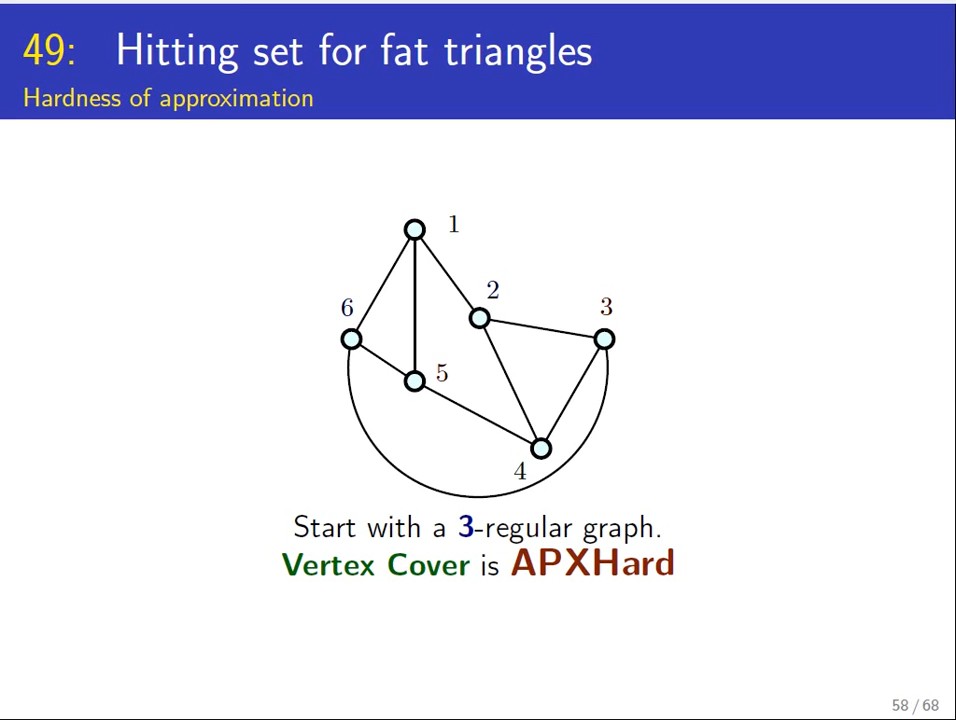 49: Hitting set for fat triangles
Hardness of approximation
1
2
3
6
5
4
Start with a 3-regular graph.
Vertex Cover is APXHard
58 / 68